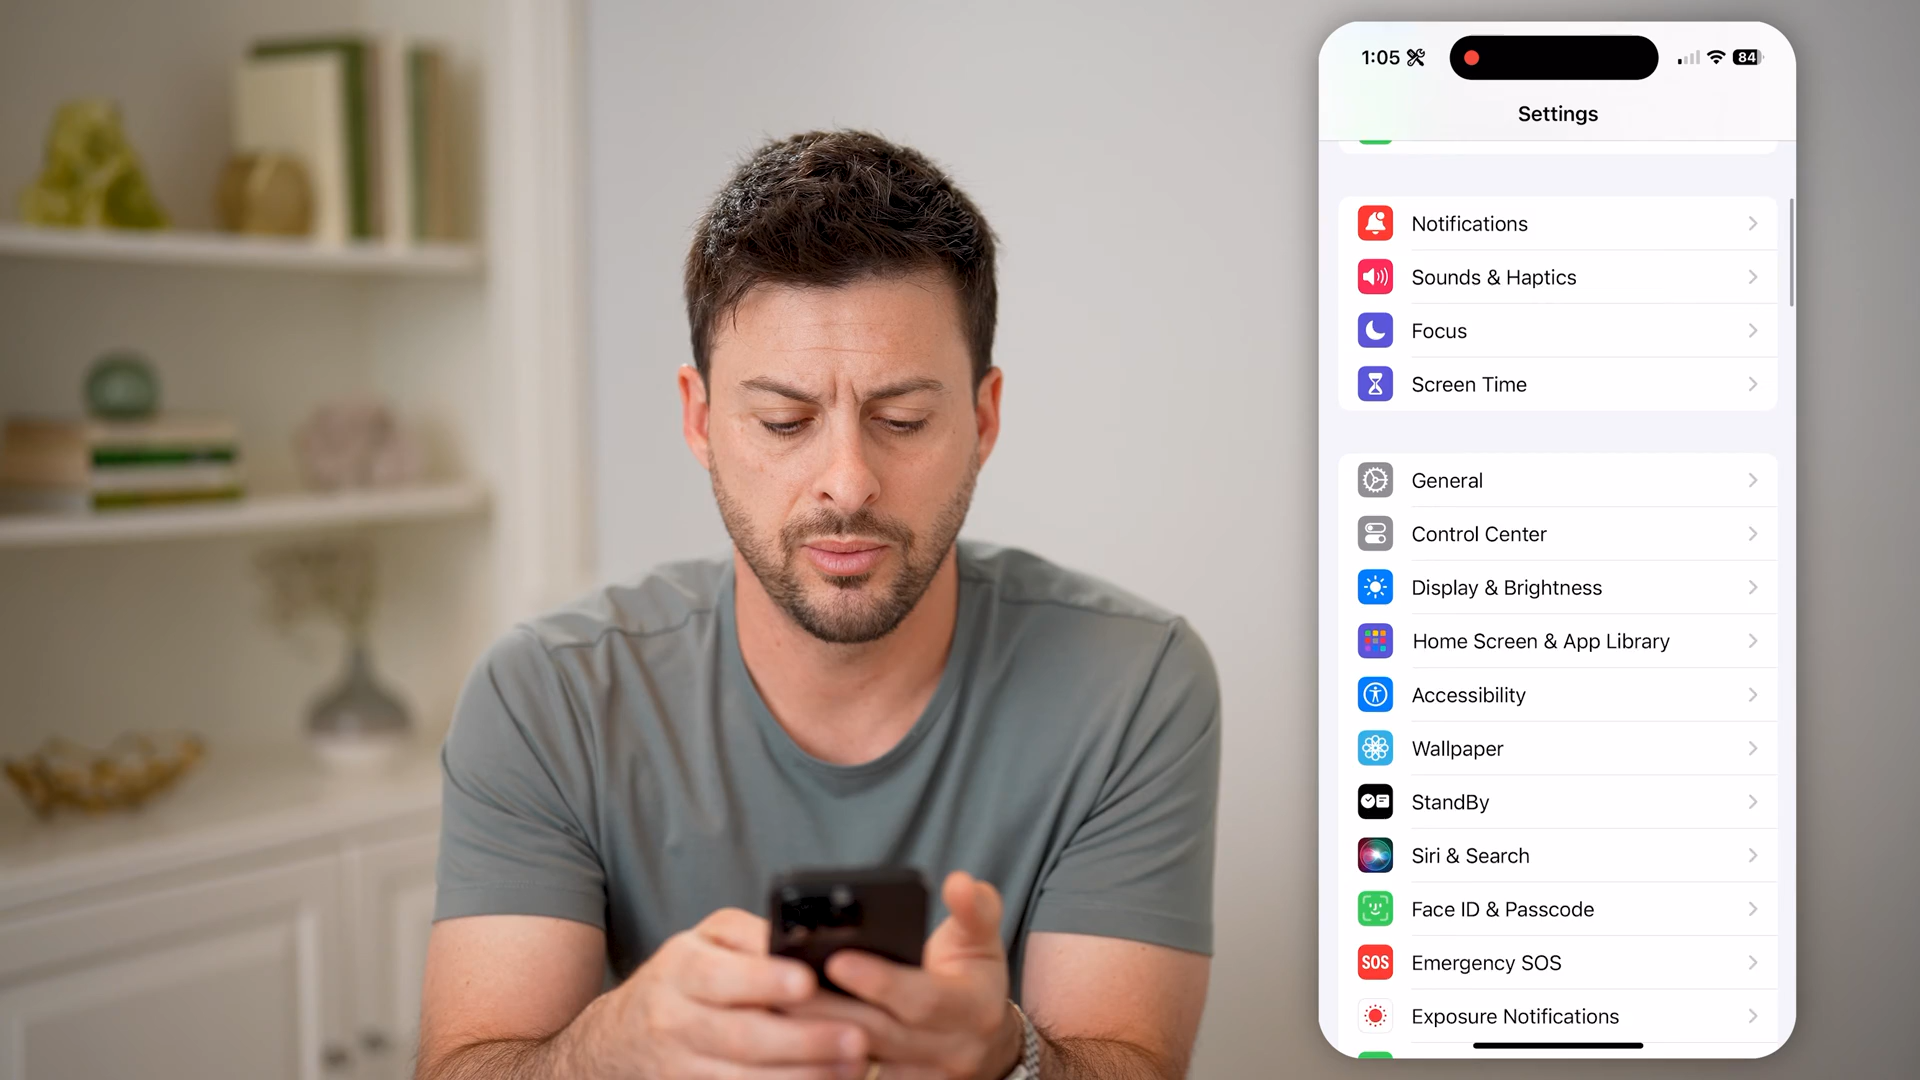 1:05
84
Settings
Notifications
Sounds & Haptics
Focus
Screen Time
General
Control Center
Display & Brightness
Home Screen & App Library
Accessibility
Wallpaper
StandBy
Siri & Search
Face ID & Passcode
SOS
Emergency SOS
Exposure Notifications